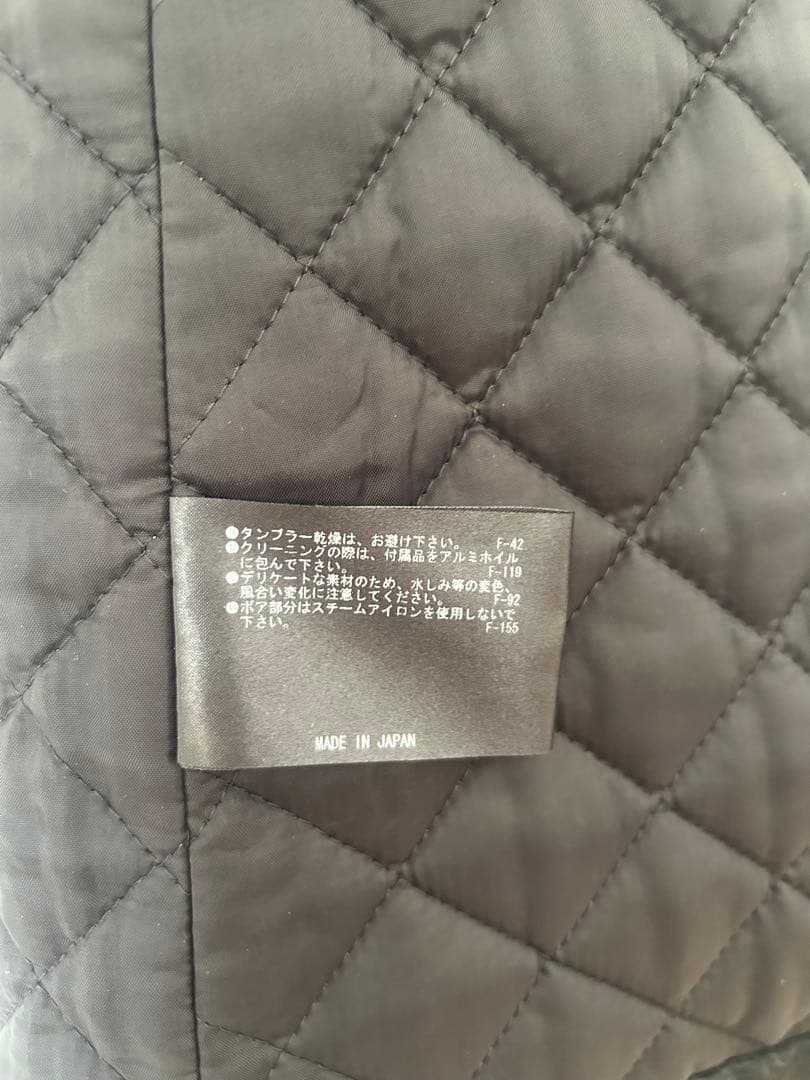 ●タンブラー乾燥は、お避け下さい。 F-42
●クリーニングの際は、付属品をアルミホイル
に包んで下さい。 F-119
●デリケートな素材のため、水しみ等の変色、
風合い変化に注意してください。 F-92
●ボア部分はスチームアイロンを使用しないで
下さい。 F-155
MADE IN JAPAN